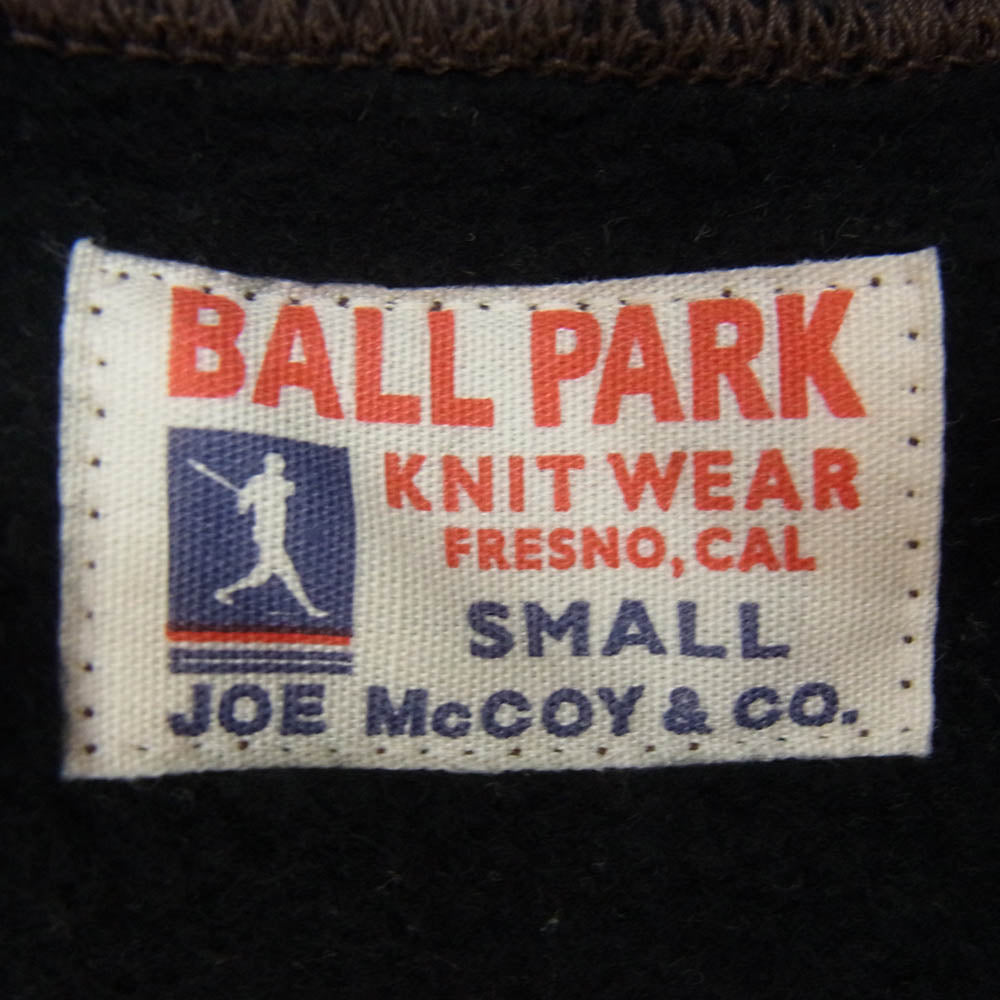 BALL PARK
KNIT WEAR
FRESNO, CAL
SMALL
JOE McCOY & CO.